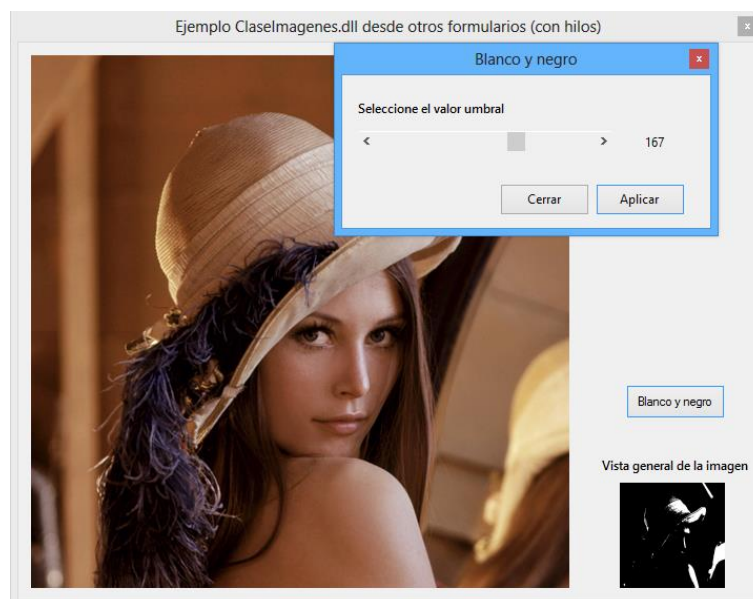 Ejemplo ClaseImagenes.dll desde otros formularios (con hilos)
Blanco y negro
Seleccione el valor umbral
167
Cerrar
Aplicar
Blanco y negro
Vista general de la imagen